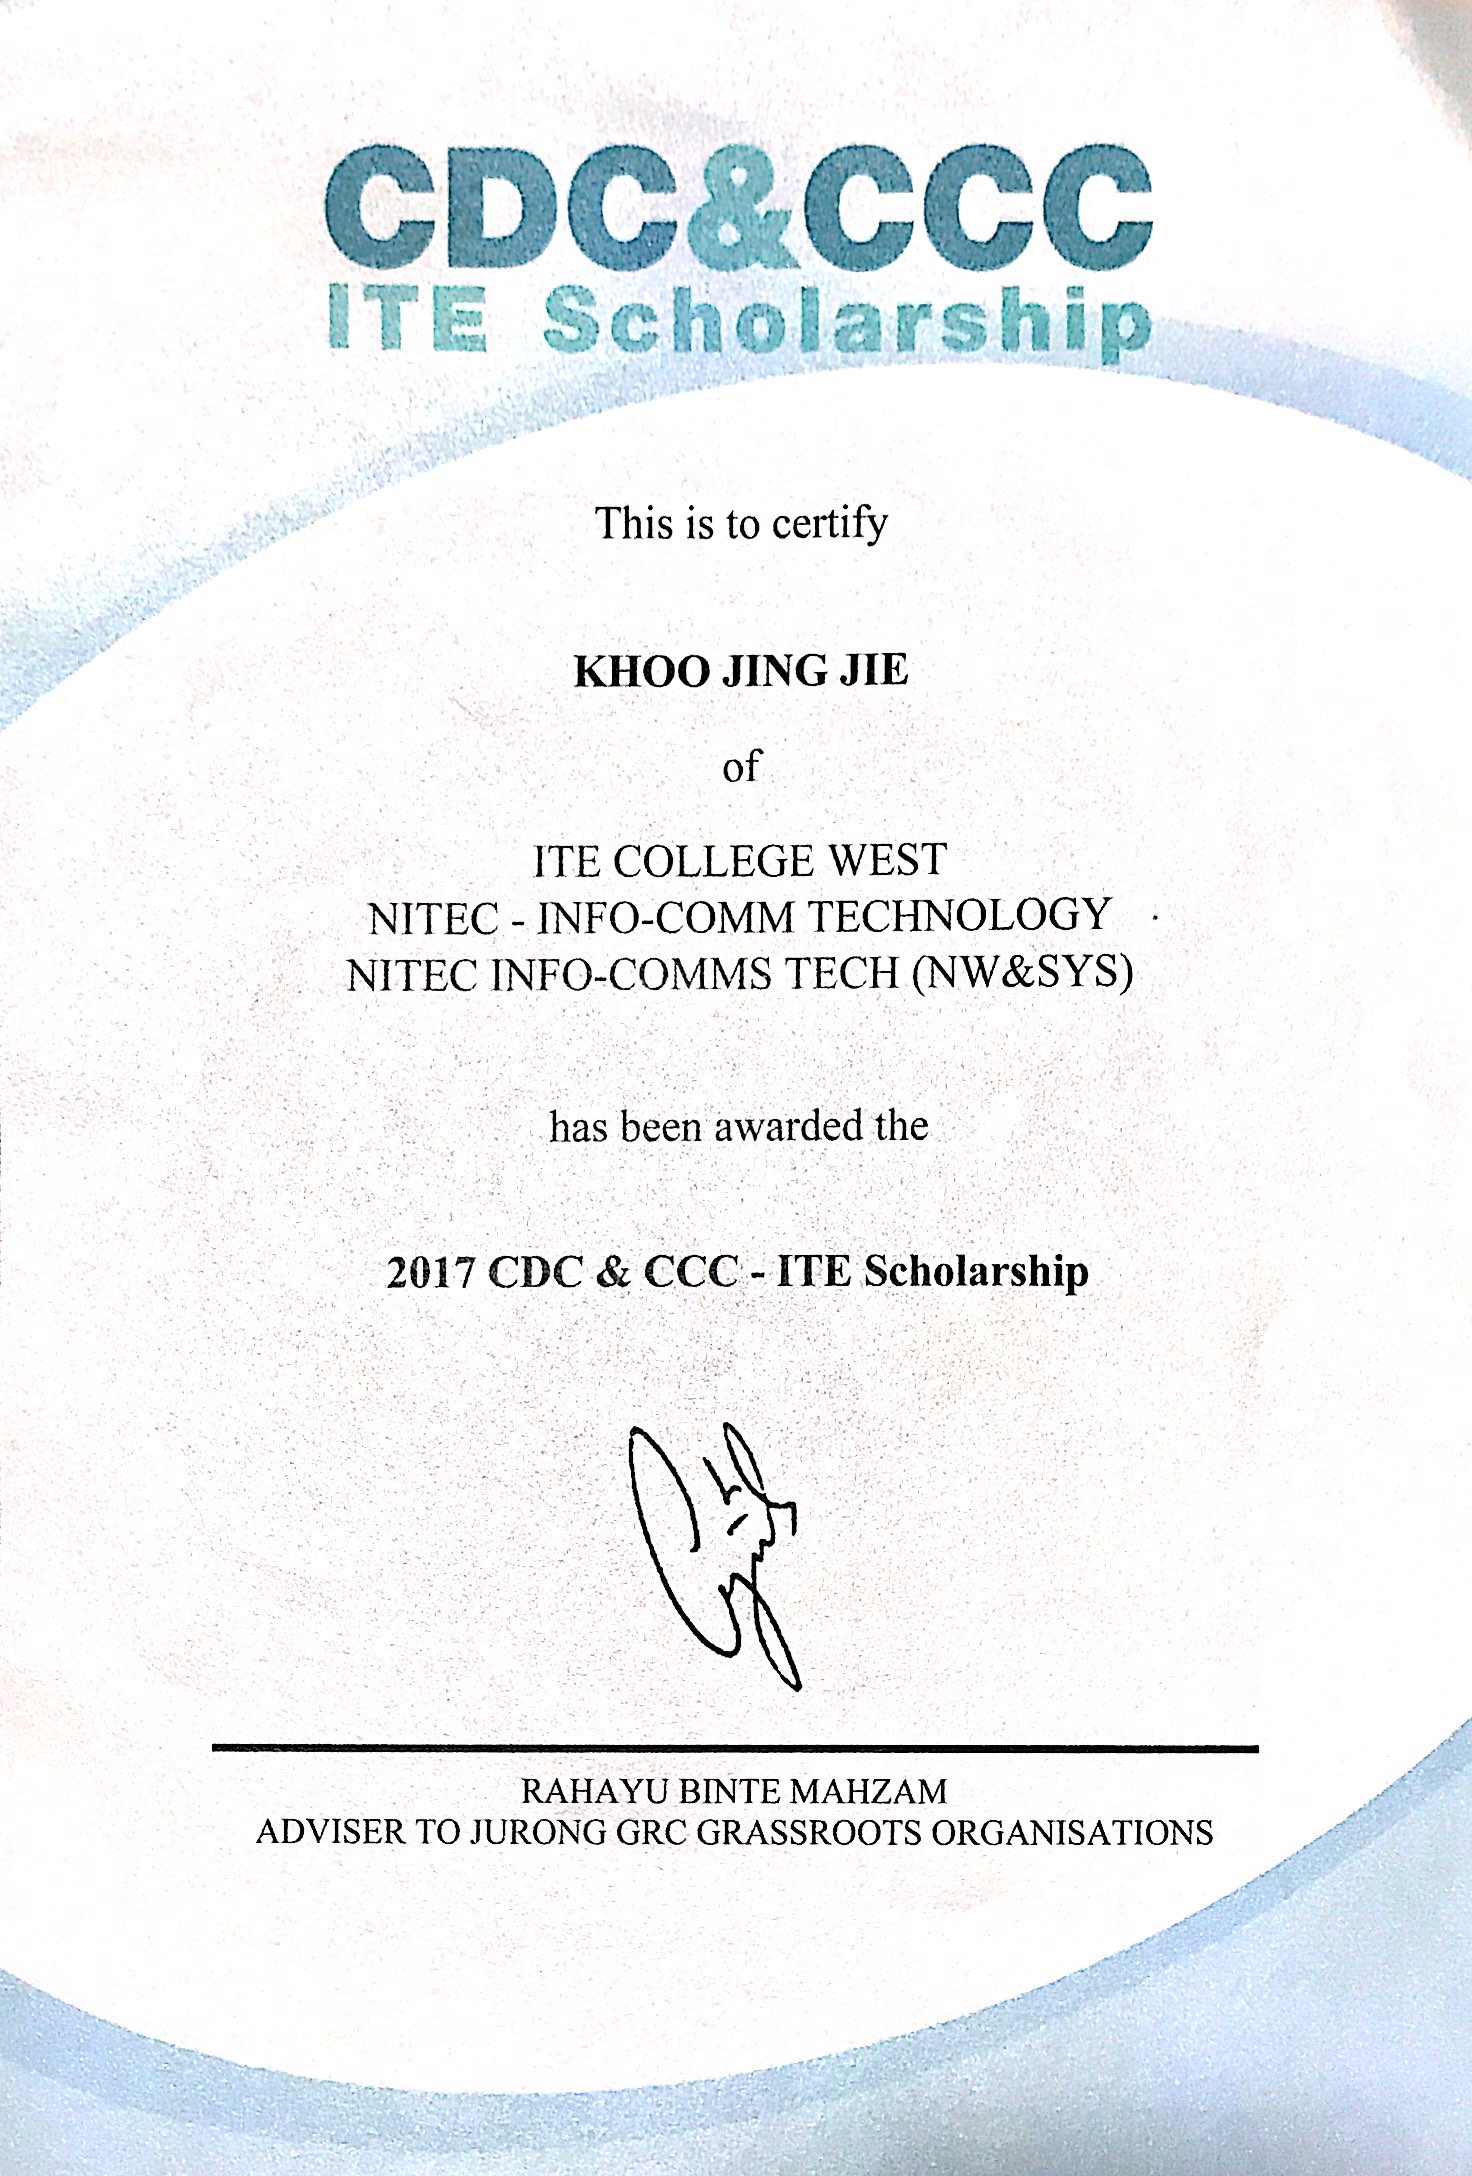 CDC&CCC
ITE Scholarship
This is to certify
KHOO JING JIE
of
ITE COLLEGE WEST
NITEC - INFO-COMM TECHNOLOGY
NITEC INFO-COMMS TECH (NW&SYS)
has been awarded the
2017 CDC & CCC - ITE Scholarship
RAHAYU BINTE MAHZAM
ADVISER TO JURONG GRC GRASSROOTS ORGANISATIONS